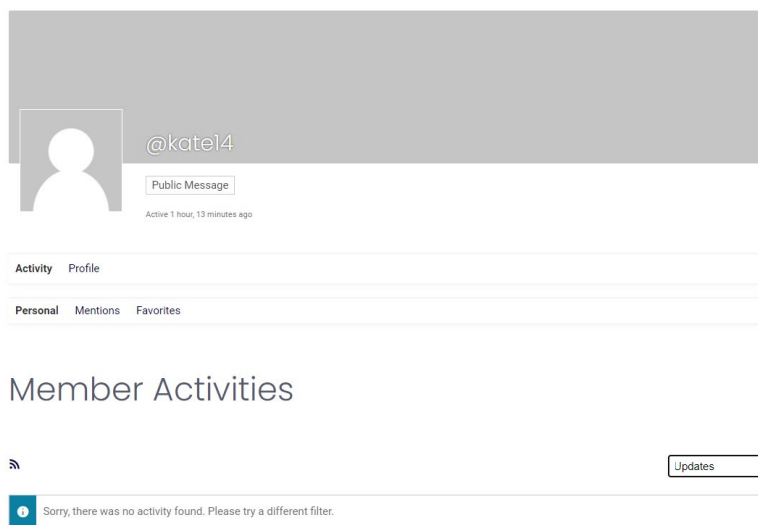 @kate14
Public Message
Active 1 hour, 13 minutes ago
Activity Profile
Personal Mentions Favorites
Member Activities
Updates
Sorry, there was no activity found. Please try a different filter.